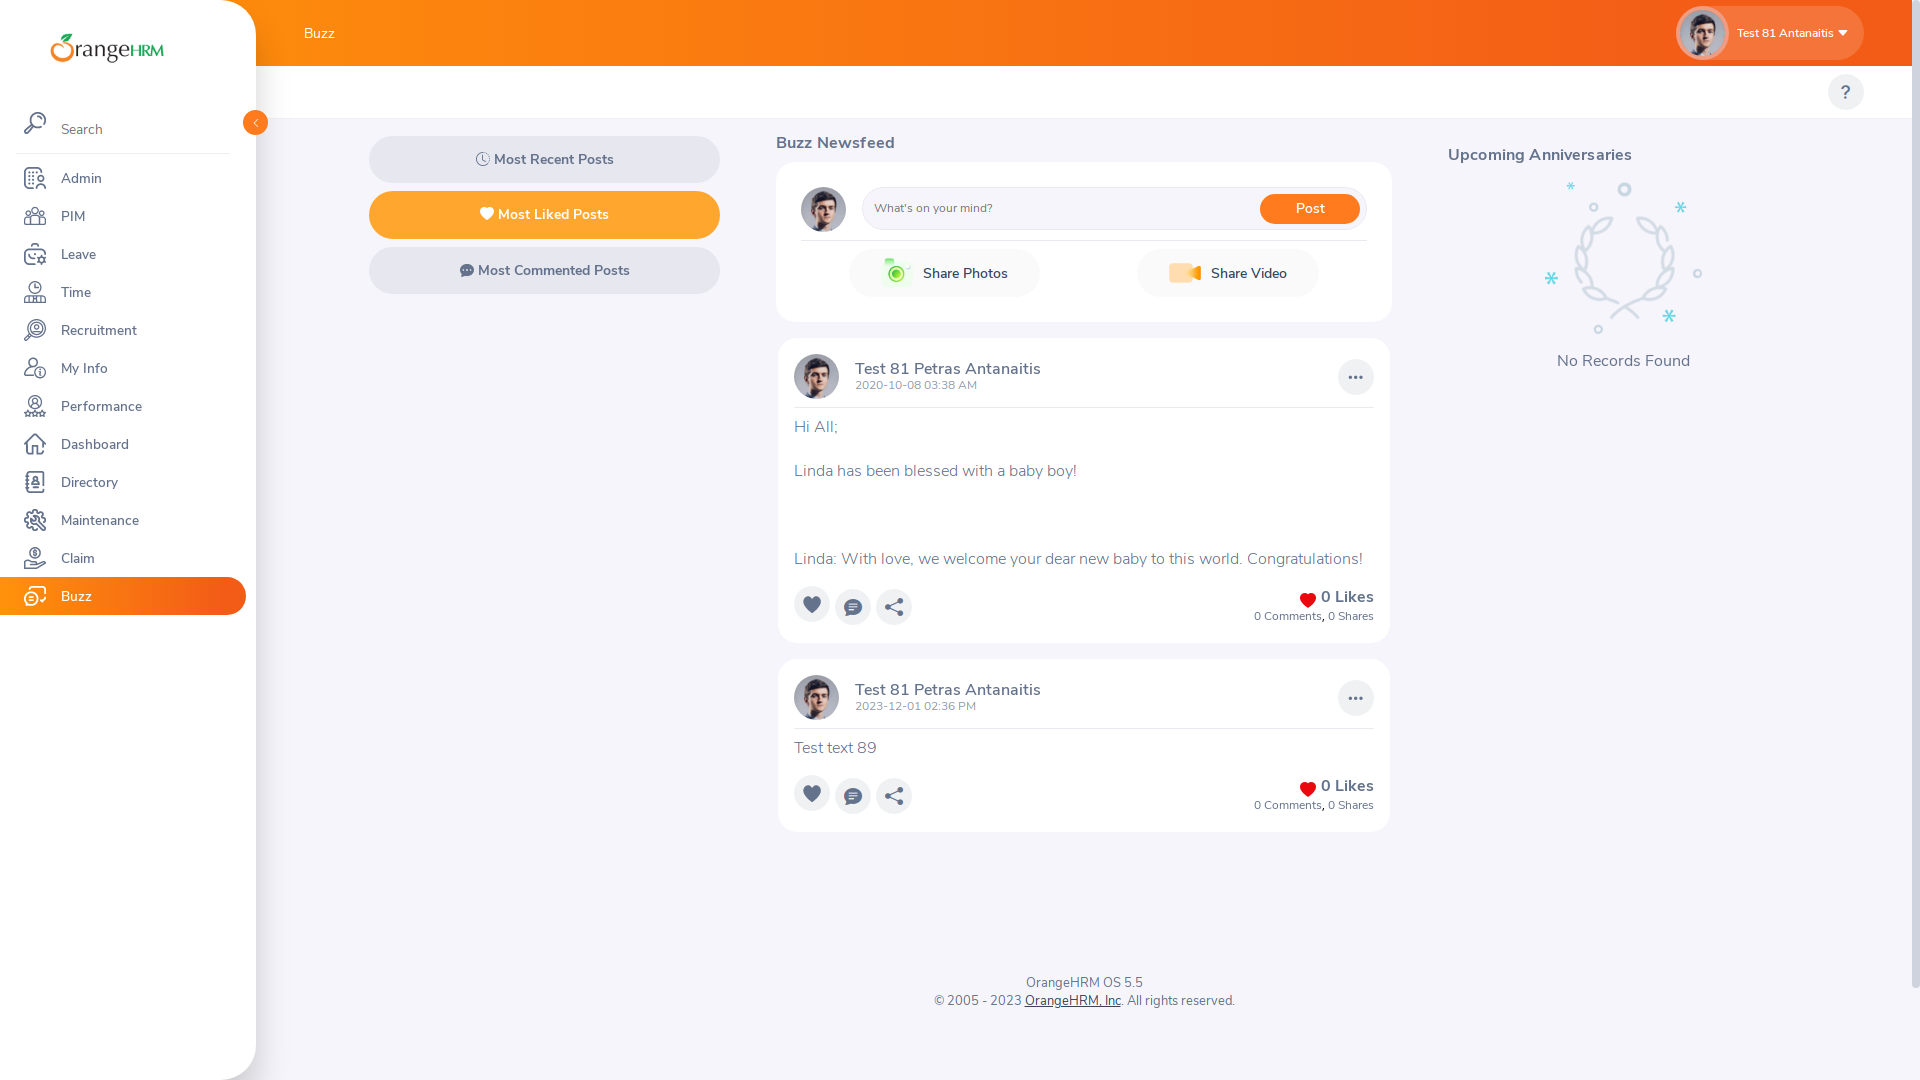 OrangeHRM
Search
Admin
PIM
Leave
Time
Recruitment
My Info
Performance
Dashboard
Directory
Maintenance
Claim
Buzz
Buzz
Test 81 Antanaitis
?
Most Recent Posts
Most Liked Posts
Most Commented Posts
Buzz Newsfeed
What's on your mind?
Post
Share Photos
Share Video
Test 81 Petras Antanaitis
2020-10-08 03:38 AM
Hi All;
Linda has been blessed with a baby boy!
Linda: With love, we welcome your dear new baby to this world. Congratulations!
0 Likes
0 Comments, 0 Shares
Test 81 Petras Antanaitis
2023-12-01 02:36 PM
Test text 89
0 Likes
0 Comments, 0 Shares
Upcoming Anniversaries
No Records Found
OrangeHRM OS 5.5
© 2005 - 2023 OrangeHRM, Inc. All rights reserved.